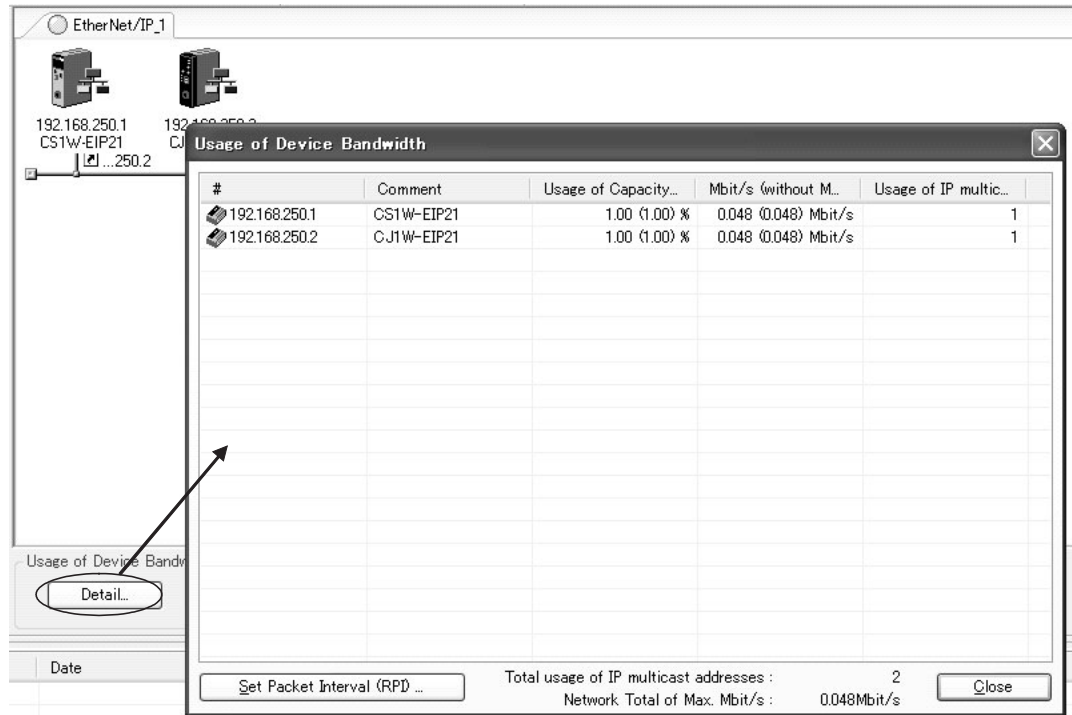 EtherNet/IP_1
192.168.250.1
CS1W-EIP21
...250.2
Usage of Device Bandwidth
# Comment Usage of Capacity... Mbit/s (without M... Usage of IP multic...
192.168.250.1 CS1W-EIP21 1.00 (1.00) % 0.048 (0.048) Mbit/s 1
192.168.250.2 CJ1W-EIP21 1.00 (1.00) % 0.048 (0.048) Mbit/s 1
Usage of Device
Detail...
Date
Set Packet Interval (RPI) ...
Total usage of IP multicast addresses : 2
Network Total of Max. Mbit/s : 0.048Mbit/s
Close